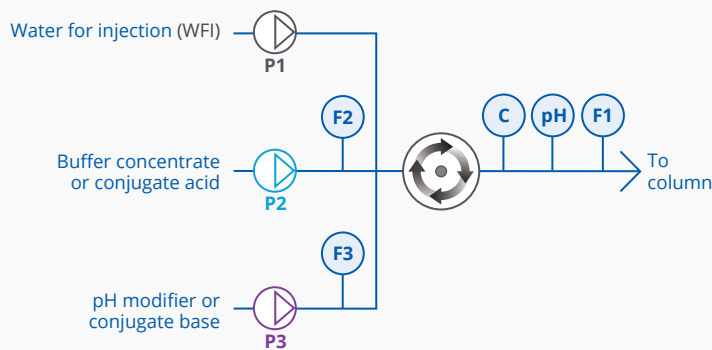 Water for injection (WFI)
P1
F2
C
pH
F1
Buffer concentrate
or conjugate acid
P2
To
column
F3
pH modifier or
conjugate base
P3